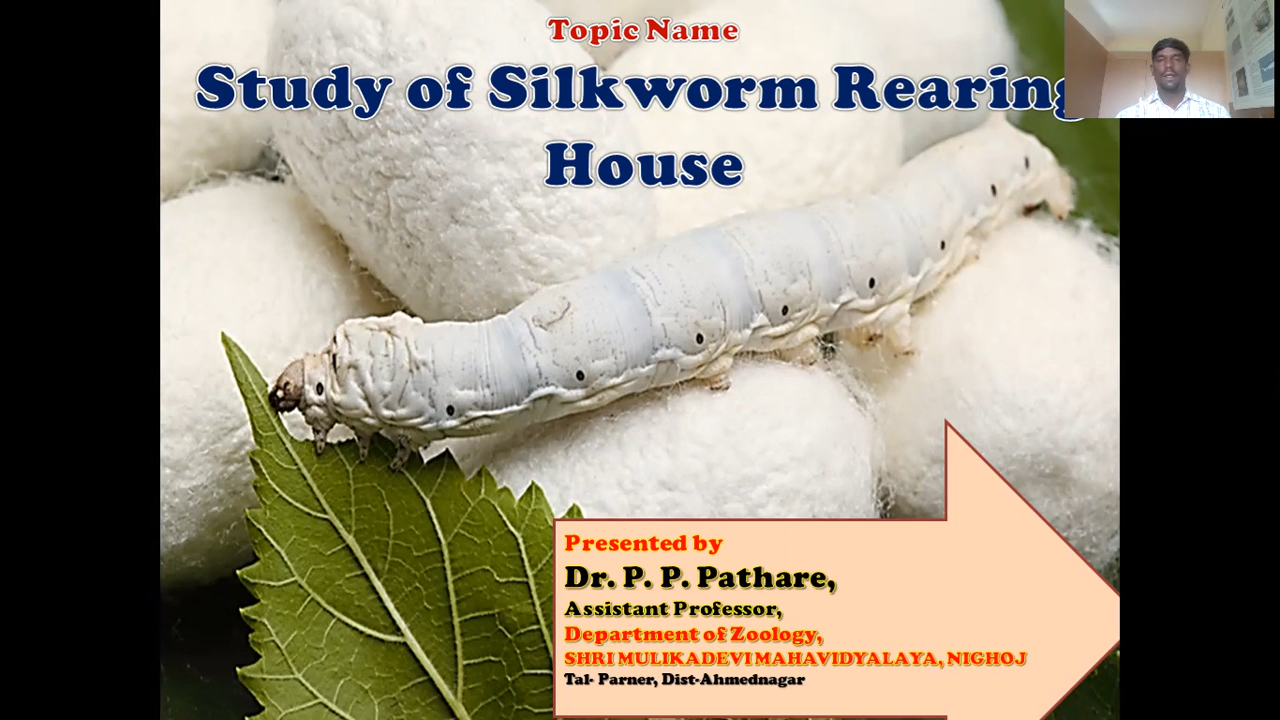 Topic Name
Study of Silkworm Rearing
House
Presented by
Dr. P. P. Pathare,
Assistant Professor,
Department of Zoology,
SHRI MULIKADEVI MAHAVIDYALAYA, NIGHOJ
Tal- Parner, Dist-Ahmednagar